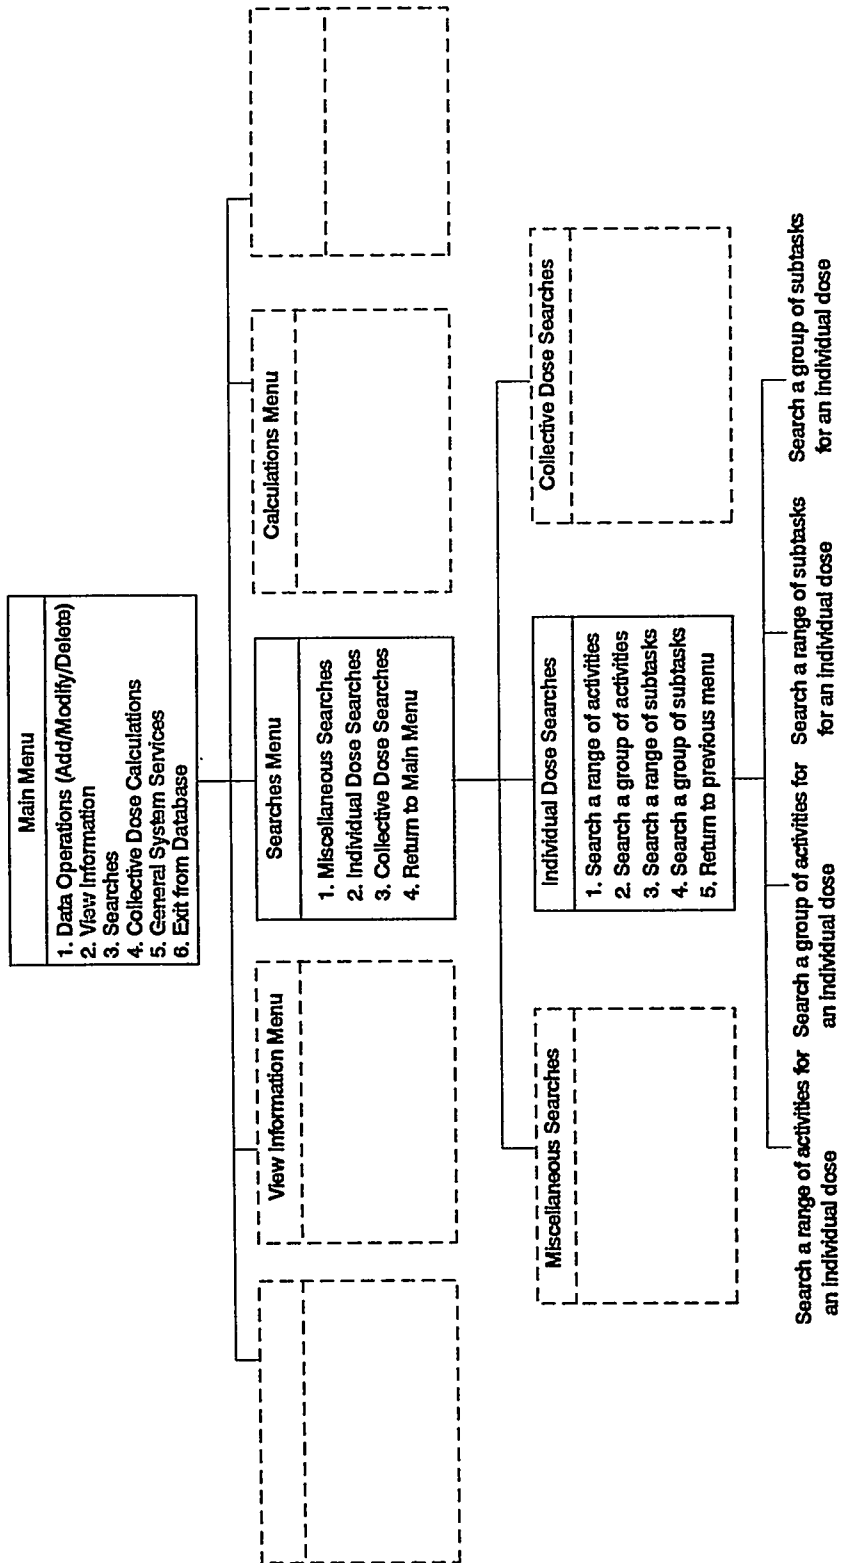 Main Menu
1. Data Operations (Add/Modify/Delete)
2. View Information
3. Searches
4. Collective Dose Calculations
5. General System Services
6. Exit from Database
View Information Menu
Searches Menu
1. Miscellaneous Searches
2. Individual Dose Searches
3. Collective Dose Searches
4. Return to Main Menu
Calculations Menu
Miscellaneous Searches
Individual Dose Searches
1. Search a range of activities
2. Search a group of activities
3. Search a range of subtasks
4. Search a group of subtasks
5. Return to previous menu
Collective Dose Searches
Search a range of activities for
an individual dose
Search a group of activities for
an individual dose
Search a range of subtasks
for an individual dose
Search a group of subtasks
for an individual dose